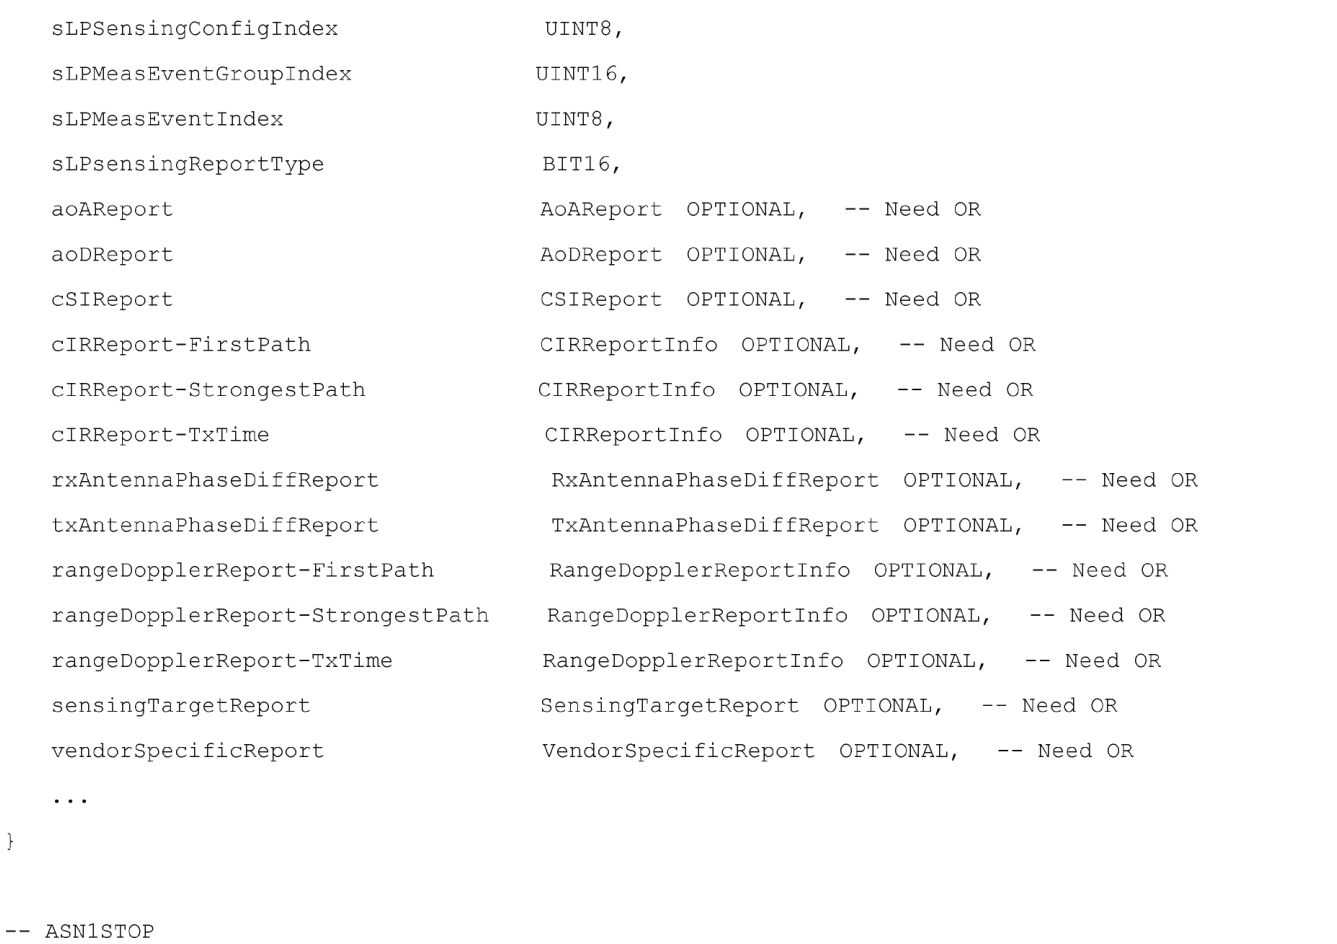 sLPSensingConfigIndex UINT8,
sLPMeasEventGroupIndex UINT16,
sLPMeasEventIndex UINT8,
sLPsensingReportType BIT16,
aoAReport AoAReport OPTIONAL, -- Need OR
aoDReport AoDReport OPTIONAL, -- Need OR
cSIReport CSIReport OPTIONAL, -- Need OR
cIRReport-FirstPath CIRReportInfo OPTIONAL, -- Need OR
cIRReport-StrongestPath CIRReportInfo OPTIONAL, -- Need OR
cIRReport-TxTime CIRReportInfo OPTIONAL, -- Need OR
rxAntennaPhaseDiffReport RxAntennaPhaseDiffReport OPTIONAL, -- Need OR
txAntennaPhaseDiffReport TxAntennaPhaseDiffReport OPTIONAL, -- Need OR
rangeDopplerReport-FirstPath RangeDopplerReportInfo OPTIONAL, -- Need OR
rangeDopplerReport-StrongestPath RangeDopplerReportInfo OPTIONAL, -- Need OR
rangeDopplerReport-TxTime RangeDopplerReportInfo OPTIONAL, -- Need OR
sensingTargetReport SensingTargetReport OPTIONAL, -- Need OR
vendorSpecificReport VendorSpecificReport OPTIONAL, -- Need OR
...
}
-- ASN1STOP